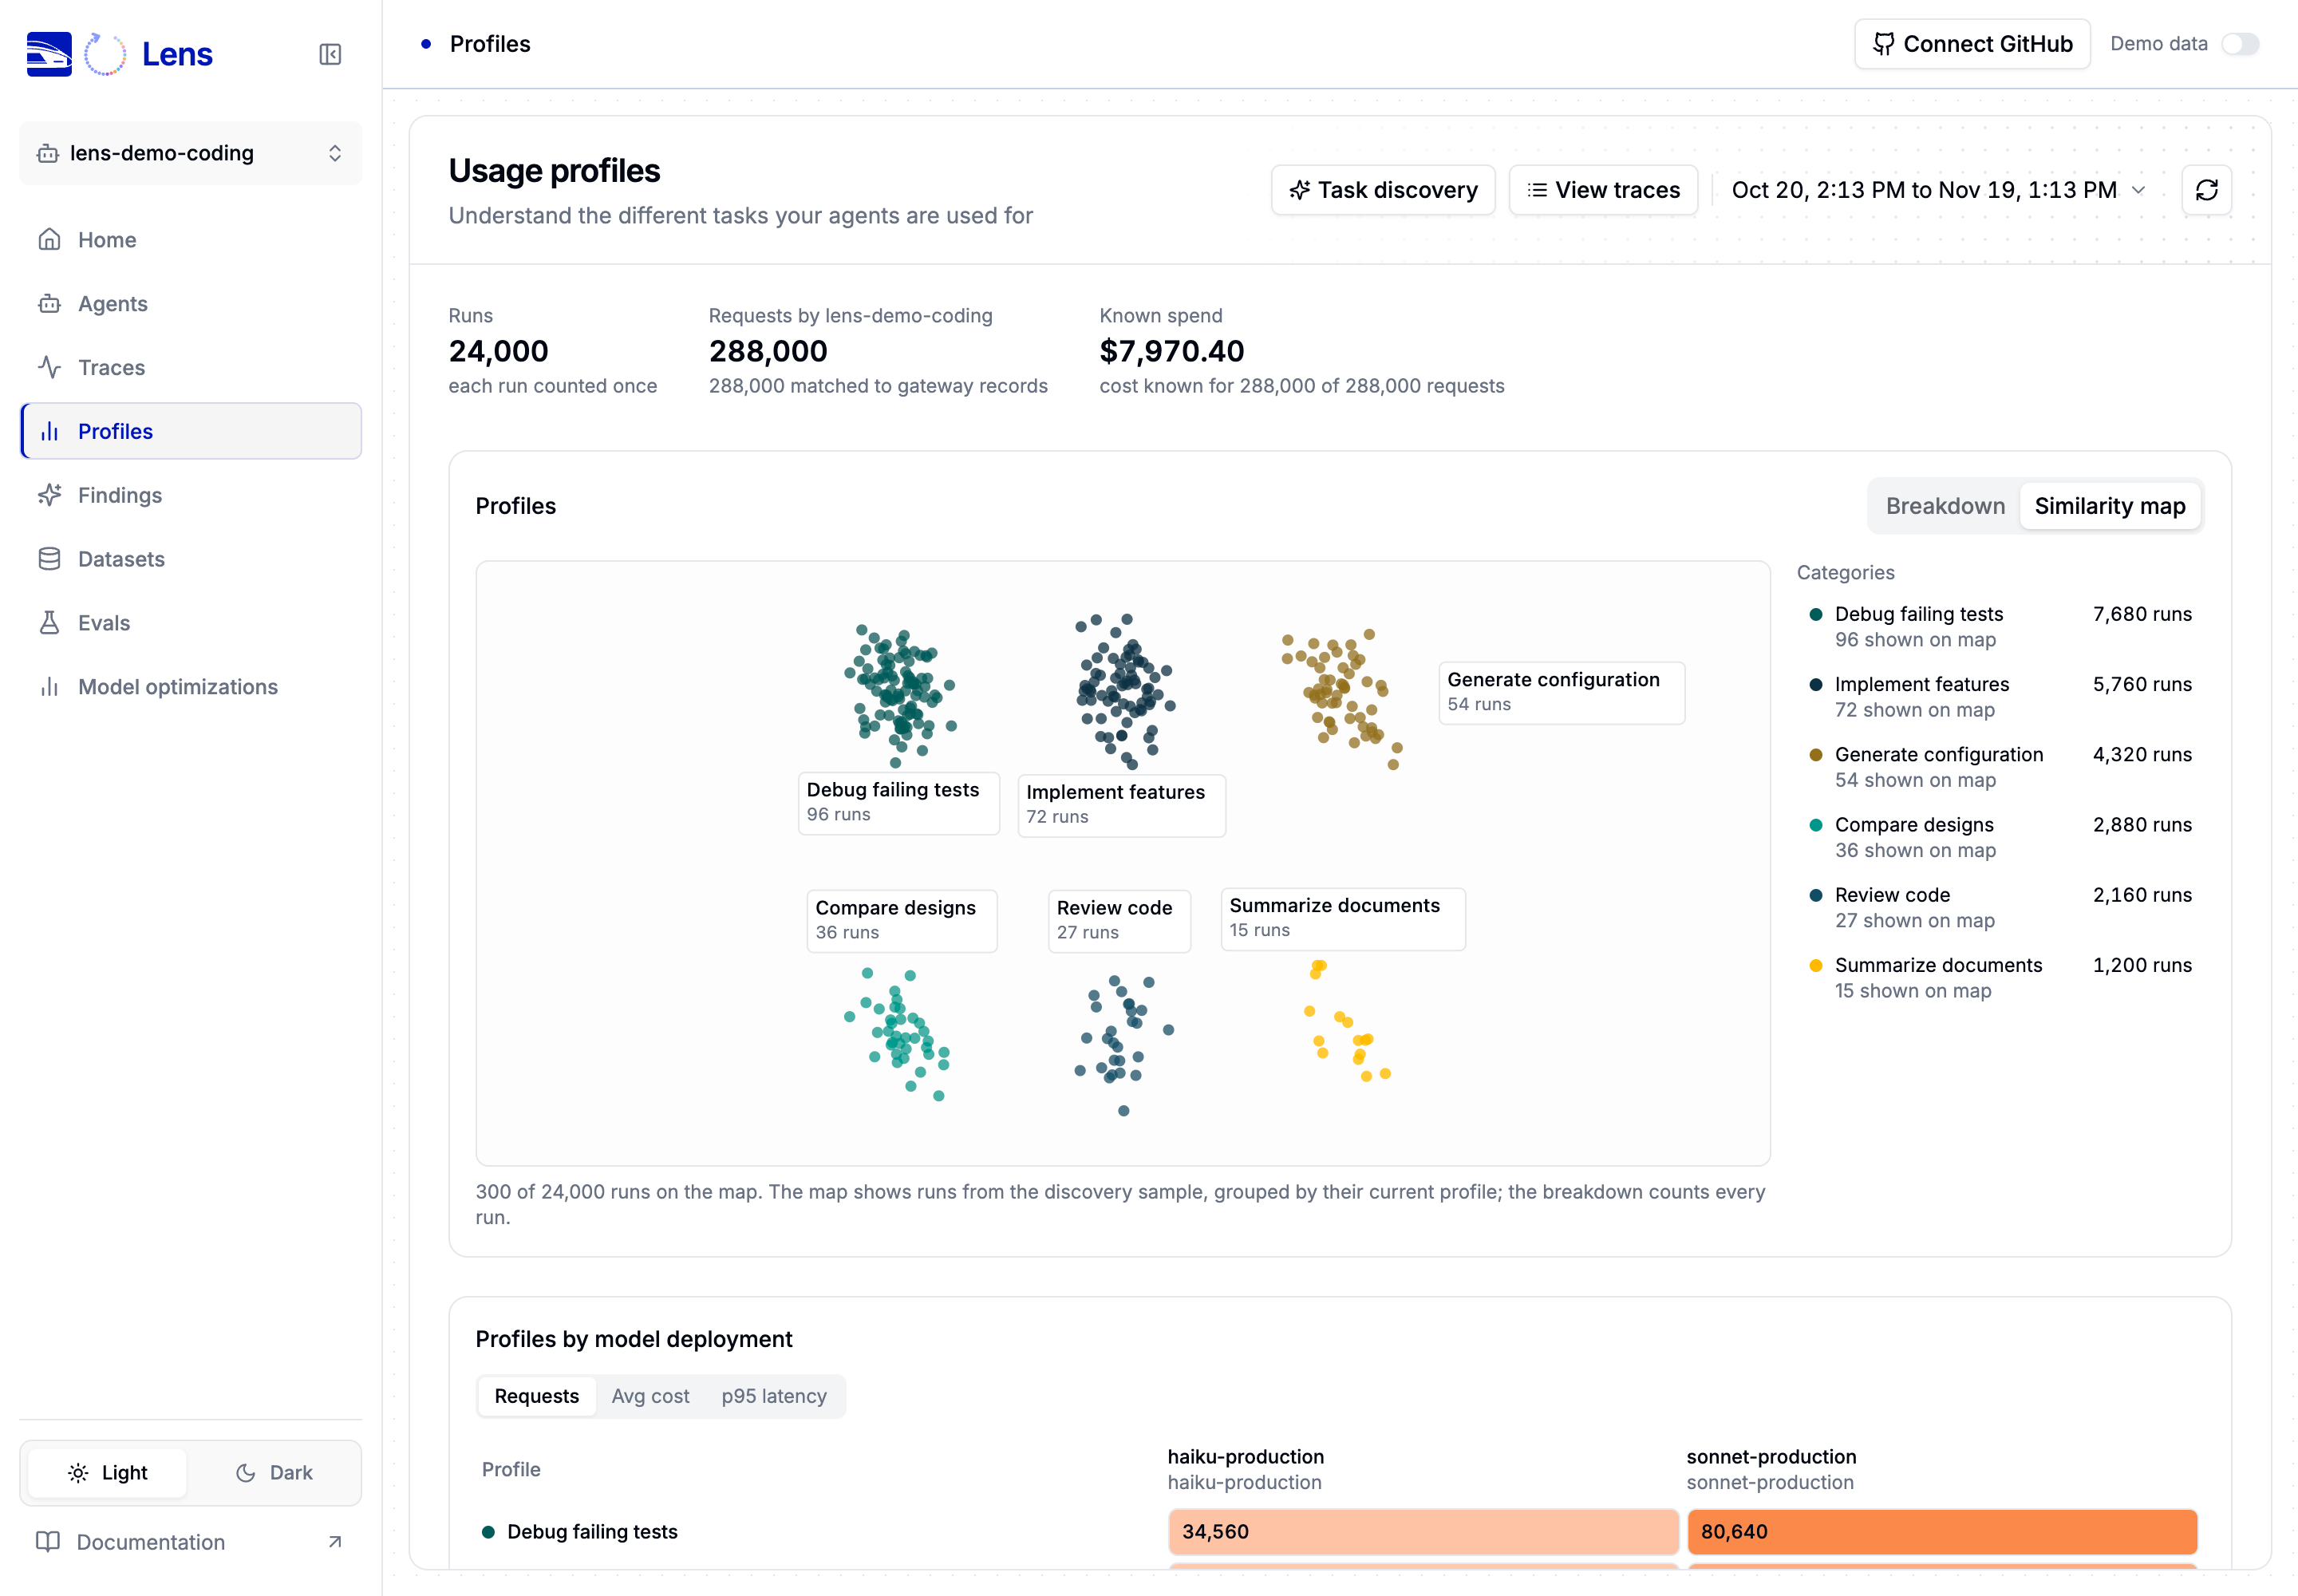 Lens
lens-demo-coding
Home
Agents
Traces
Profiles
Findings
Datasets
Evals
Model optimizations
Light
Dark
Documentation
Profiles
Connect GitHub
Demo data
Usage profiles
Understand the different tasks your agents are used for
Task discovery
View traces
Oct 20, 2:13 PM to Nov 19, 1:13 PM
Runs
24,000
each run counted once
Requests by lens-demo-coding
288,000
288,000 matched to gateway records
Known spend
$7,970.40
cost known for 288,000 of 288,000 requests
Profiles
Breakdown
Similarity map
Generate configuration
54 runs
Debug failing tests
96 runs
Implement features
72 runs
Compare designs
36 runs
Review code
27 runs
Summarize documents
15 runs
Categories
Debug failing tests 7,680 runs
96 shown on map
Implement features 5,760 runs
72 shown on map
Generate configuration 4,320 runs
54 shown on map
Compare designs 2,880 runs
36 shown on map
Review code 2,160 runs
27 shown on map
Summarize documents 1,200 runs
15 shown on map
300 of 24,000 runs on the map. The map shows runs from the discovery sample, grouped by their current profile; the breakdown counts every
run.
Profiles by model deployment
Requests
Avg cost
p95 latency
Profile
haiku-production
haiku-production
sonnet-production
sonnet-production
Debug failing tests 34,560 80,640